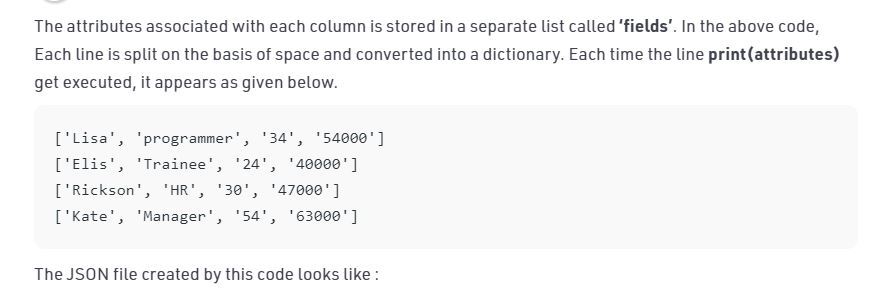 The attributes associated with each column is stored in a separate list called 'fields'. In the above code,
Each line is split on the basis of space and converted into a dictionary. Each time the line print(attributes)
get executed, it appears as given below.
['Lisa', 'programmer', '34', '54000']
['Elis', 'Trainee', '24', '40000']
['Rickson', 'HR', '30', '47000']
['Kate', 'Manager', '54', '63000']
The JSON file created by this code looks like :